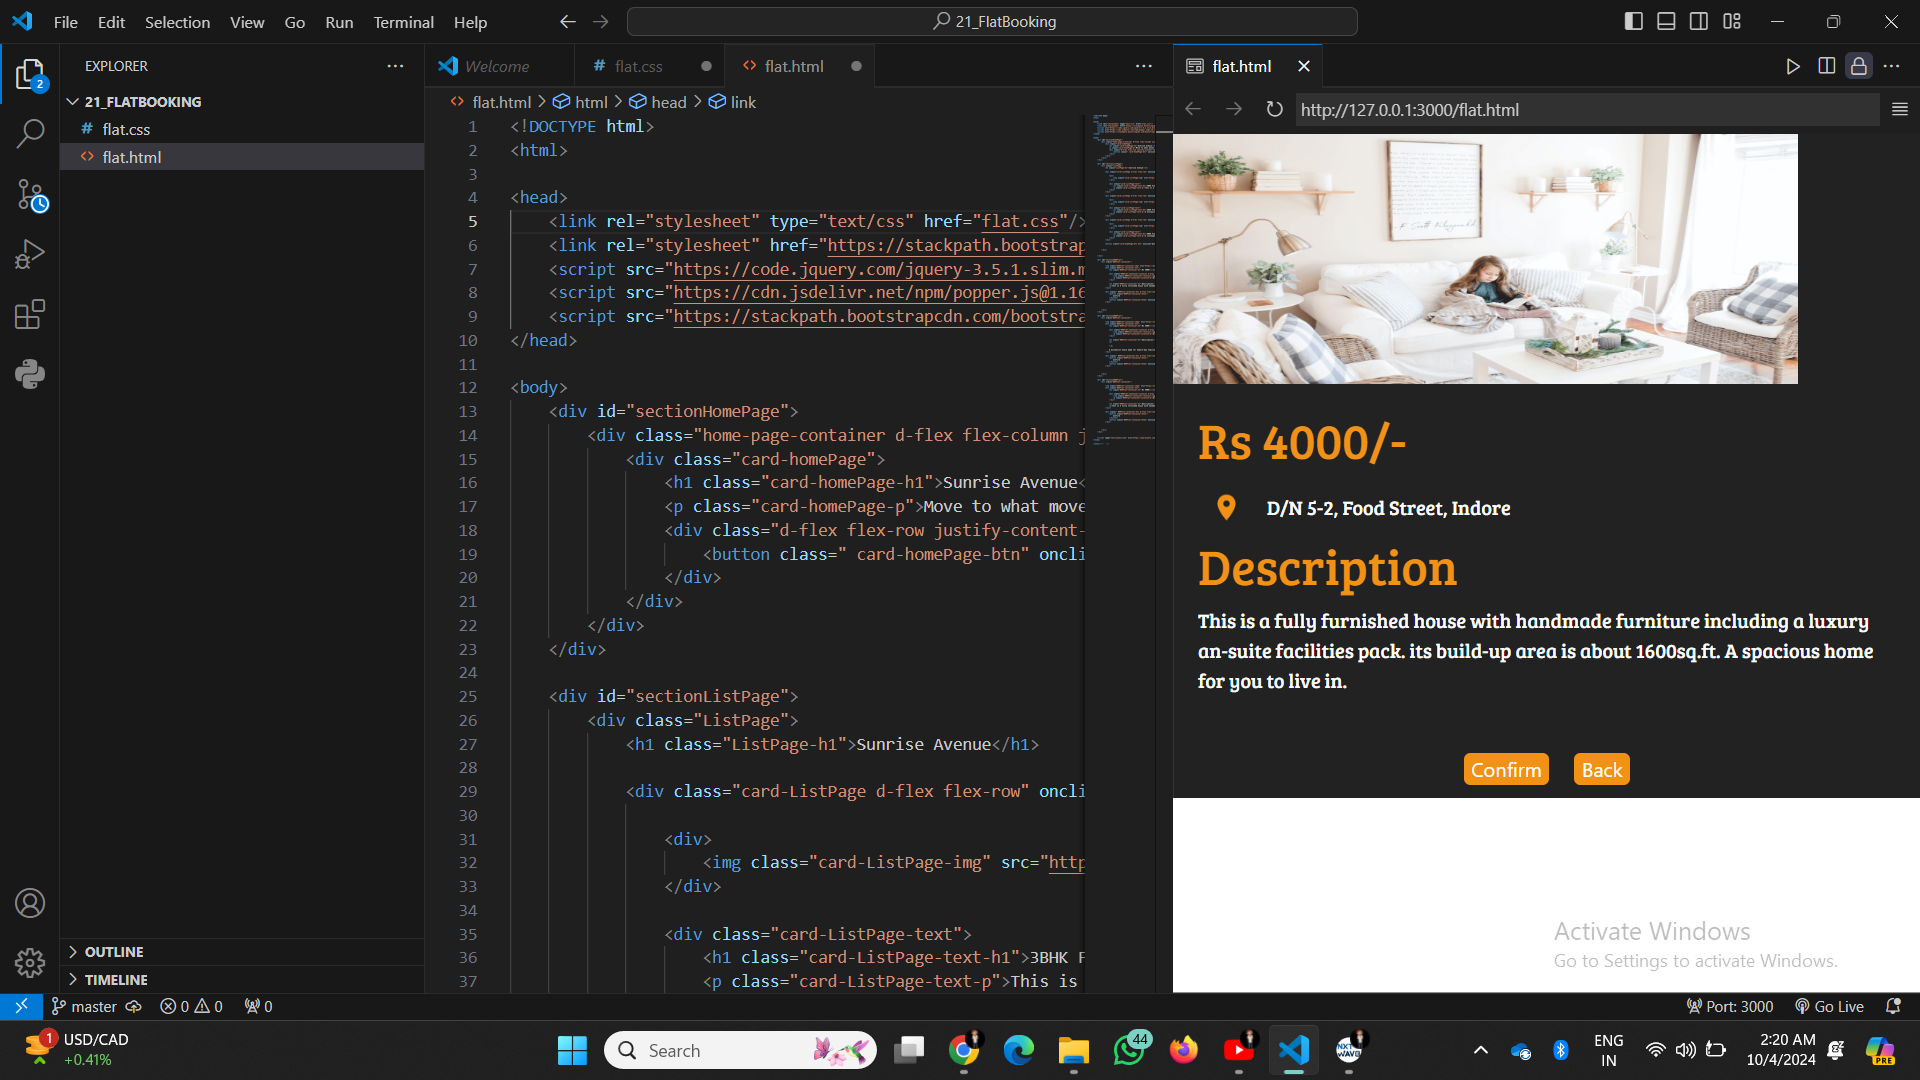 File Edit Selection View Go Run Terminal Help
21_FlatBooking
EXPLORER
2
21_FLATBOOKING
# flat.css
<> flat.html
OUTLINE
TIMELINE
Welcome
# flat.css
<> flat.html
<> flat.html > html > head > link
1 <!DOCTYPE html>
2 <html>
3
4 <head>
5 <link rel="stylesheet" type="text/css" href="flat.css"/>
6 <link rel="stylesheet" href="https://stackpath.bootstrap
7 <script src="https://code.jquery.com/jquery-3.5.1.slim.m
8 <script src="https://cdn.jsdelivr.net/npm/popper.js@1.16
9 <script src="https://stackpath.bootstrapcdn.com/bootstra
10 </head>
11
12 <body>
13 <div id="sectionHomePage">
14 <div class="home-page-container d-flex flex-column j
15 <div class="card-homePage">
16 <h1 class="card-homePage-h1">Sunrise Avenue<
17 <p class="card-homePage-p">Move to what move
18 <div class="d-flex flex-row justify-content-
19 <button class=" card-homePage-btn" oncli
20 </div>
21 </div>
22 </div>
23 </div>
24
25 <div id="sectionListPage">
26 <div class="ListPage">
27 <h1 class="ListPage-h1">Sunrise Avenue</h1>
28
29 <div class="card-ListPage d-flex flex-row" oncli
30
31 <div>
32 <img class="card-ListPage-img" src="http
33 </div>
34
35 <div class="card-ListPage-text">
36 <h1 class="card-ListPage-text-h1">3BHK F
37 <p class="card-ListPage-text-p">This is
flat.html
http://127.0.0.1:3000/flat.html
Rs 4000/-
D/N 5-2, Food Street, Indore
Description
This is a fully furnished house with handmade furniture including a luxury
an-suite facilities pack. its build-up area is about 1600sq.ft. A spacious home
for you to live in.
Confirm Back
Activate Windows
Go to Settings to activate Windows.
master 0 0 0
Port: 3000 Go Live
1 USD/CAD
+0.41%
Search
44
NXT
WAVE
ENG
IN
2:20 AM
10/4/2024
PRE